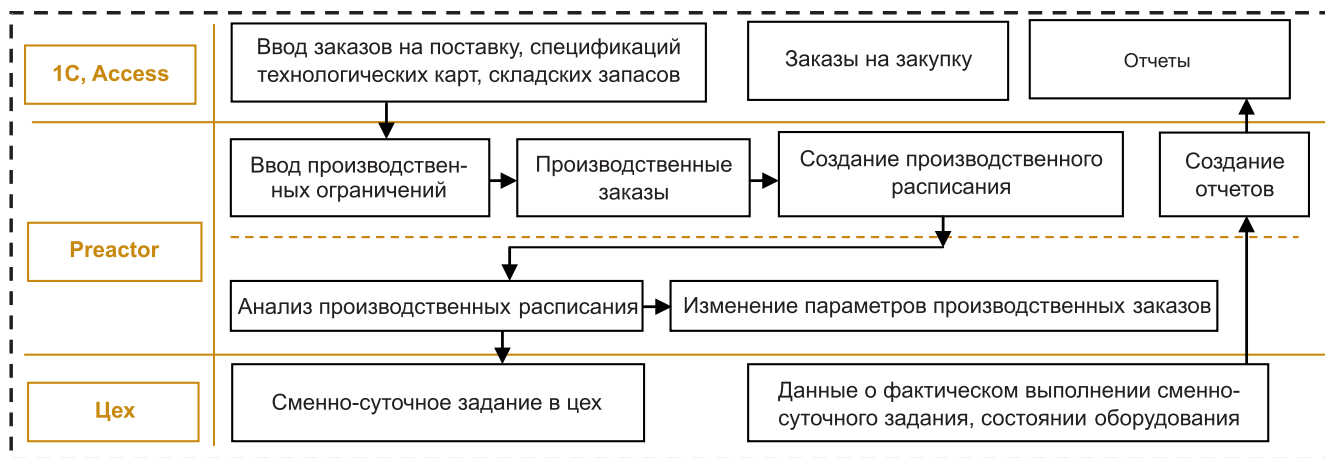 1С, Access
Ввод заказов на поставку, спецификаций
технологических карт, складских запасов
Заказы на закупку
Отчеты
Preactor
Ввод производствен-
ных ограничений
Производственные
заказы
Создание производственного
расписания
Создание
отчетов
Анализ производственных расписания
Изменение параметров производственных заказов
Цех
Сменно-суточное задание в цех
Данные о фактическом выполнении сменно-
суточного задания, состоянии оборудования